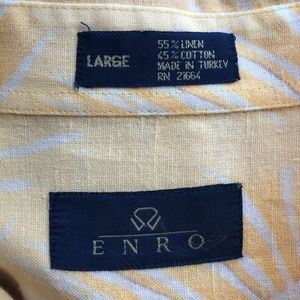 LARGE
55% LINEN
45% COTTON
MADE IN TURKEY
RN 21664
ENRO